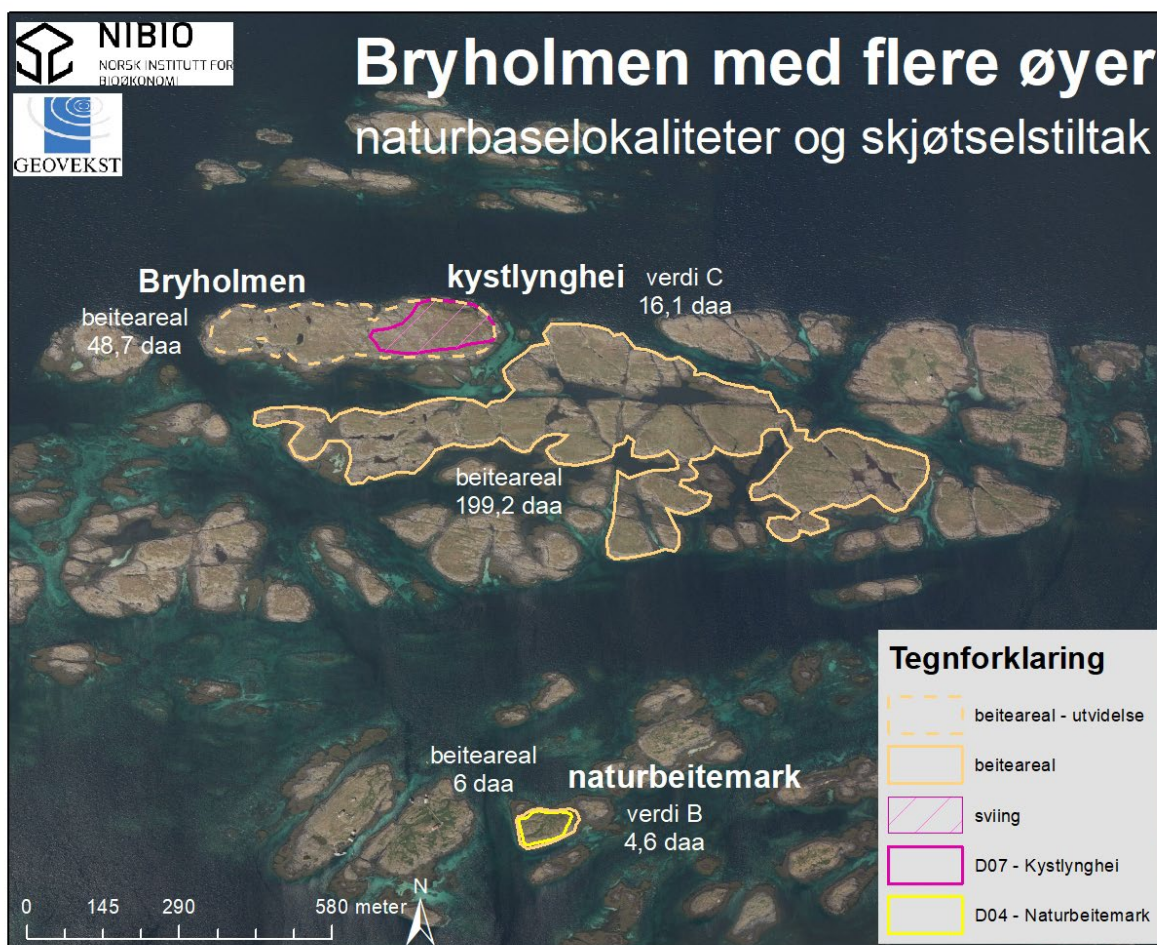 NIBIO
NORSK INSTITUTT FOR
BIOØKONOMI
GEOVEKST
Bryholmen med flere øyer
naturbaselokaliteter og skjøtselstiltak
Bryholmen
beiteareal
48,7 daa
kystlynghei
verdi C
16,1 daa
beiteareal
199,2 daa
beiteareal
6 daa
naturbeitemark
verdi B
4,6 daa
Tegnforklaring
beiteareal - utvidelse
beiteareal
sviing
D07 - Kystlynghei
D04 - Naturbeitemark
0 145 290 580 meter
N